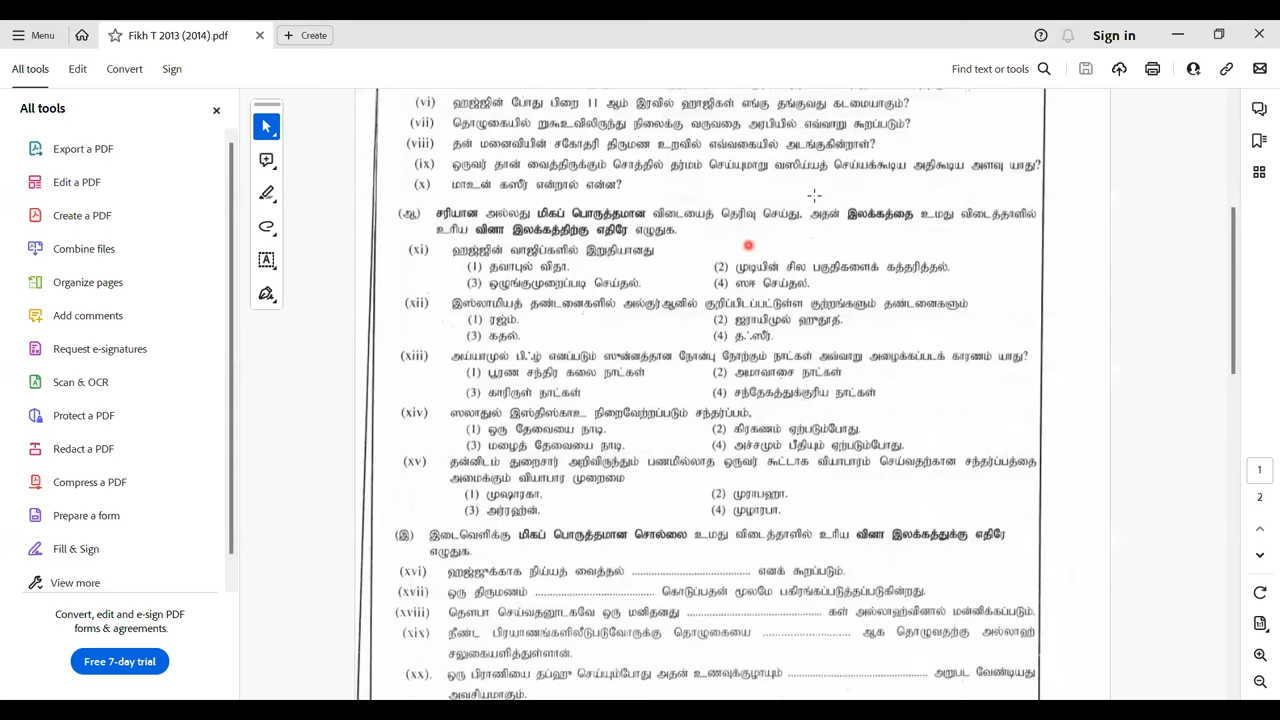 Menu
Fikh T 2013 (2014).pdf
Create
Sign in
All tools Edit Convert Sign
Find text or tools
All tools
Export a PDF
Edit a PDF
Create a PDF
Combine files
Organize pages
Add comments
Request e-signatures
Scan & OCR
Protect a PDF
Redact a PDF
Compress a PDF
Prepare a form
Fill & Sign
View more
Convert, edit and e-sign PDF
forms & agreements.
Free 7-day trial
(vi) ஹஜ்ஜின் போது பிறை 11 ஆம் இரவில் ஹாஜிகள் எங்கு தங்குவது கடமையாகும்?
(vii) தொழுகையில் றுகூஉவிலிருந்து நிலைக்கு வருவதை அரபியில் எவ்வாறு கூறப்படும்?
(viii) தன் மனைவியின் சகோதரி திருமண உறவில் எவ்வகையில் அடங்குகின்றாள்?
(ix) ஒருவர் தான் வைத்திருக்கும் சொத்தில் தர்மம் செய்யுமாறு வஸிய்யத் செய்யக்கூடிய அதிகூடிய அளவு யாது?
(x) மாஉன் கஸீர் என்றால் என்ன?
(ஆ) சரியான அல்லது மிகப் பொருத்தமான விடையைத் தெரிவு செய்து, அதன் இலக்கத்தை உமது விடைத்தாளில்
உரிய வினா இலக்கத்திற்கு எதிரே எழுதுக.
(xi) ஹஜ்ஜின் வாஜிப்களில் இறுதியானது
(1) தவாபுல் விதா. (2) முடியின் சில பகுதிகளைக் கத்தரித்தல்.
(3) ஒழுங்குமுறைப்படி செய்தல். (4) ஸஈ செய்தல்.
(xii) இஸ்லாமியத் தண்டனைகளில் அல்குர்ஆனில் குறிப்பிடப்பட்டுள்ள குற்றங்களும் தண்டனைகளும்
(1) ரஜ்ம். (2) ஜராயிமுல் ஹுதூத்.
(3) கதல். (4) தஃஸீர்.
(xiii) அய்யாமுல் பீஃழ் எனப்படும் ஸுன்னத்தான நோன்பு நோற்கும் நாட்கள் அவ்வாறு அழைக்கப்படக் காரணம் யாது?
(1) பூரண சந்திர கலை நாட்கள் (2) அமாவாசை நாட்கள்
(3) காரிருள் நாட்கள் (4) சந்தேகத்துக்குரிய நாட்கள்
(xiv) ஸலாதுல் இஸ்திஸ்காஉ நிறைவேற்றப்படும் சந்தர்ப்பம்,
(1) ஒரு தேவையை நாடி. (2) கிரகணம் ஏற்படும்போது.
(3) மழைத் தேவையை நாடி. (4) அச்சமும் பீதியும் ஏற்படும்போது.
(xv) தன்னிடம் துறைசார் அறிவிருந்தும் பணமில்லாத ஒருவர் கூட்டாக வியாபாரம் செய்வதற்கான சந்தர்ப்பத்தை
அமைக்கும் வியாபார முறைமை
(1) முஷாரகா. (2) முராபஹா.
(3) அர்ரஹ்ன். (4) முழாரபா.
(இ) இடைவெளிக்கு மிகப் பொருத்தமான சொல்லை உமது விடைத்தாளில் உரிய வினா இலக்கத்துக்கு எதிரே
எழுதுக.
(xvi) ஹஜ்ஜுக்காக நிய்யத் வைத்தல் .................................. எனக் கூறப்படும்.
(xvii) ஒரு திருமணம் .................................. கொடுப்பதன் மூலமே பகிரங்கப்படுத்தப்படுகின்றது.
(xviii) தௌபா செய்வதனூடகவே ஒரு மனிதனது .................................. கள் அல்லாஹ்வினால் மன்னிக்கப்படும்.
(xix) நீண்ட பிரயாணங்களிலீடுபடுவோருக்கு தொழுகையை .......................... ஆக தொழுவதற்கு அல்லாஹ்
சலுகையளித்துள்ளான்.
(xx). ஒரு பிராணியை தப்ஹு செய்யும்போது அதன் உணவுக்குழாயும் .................................. அறுபட வேண்டியது
அவசியமாகும்.
1
2